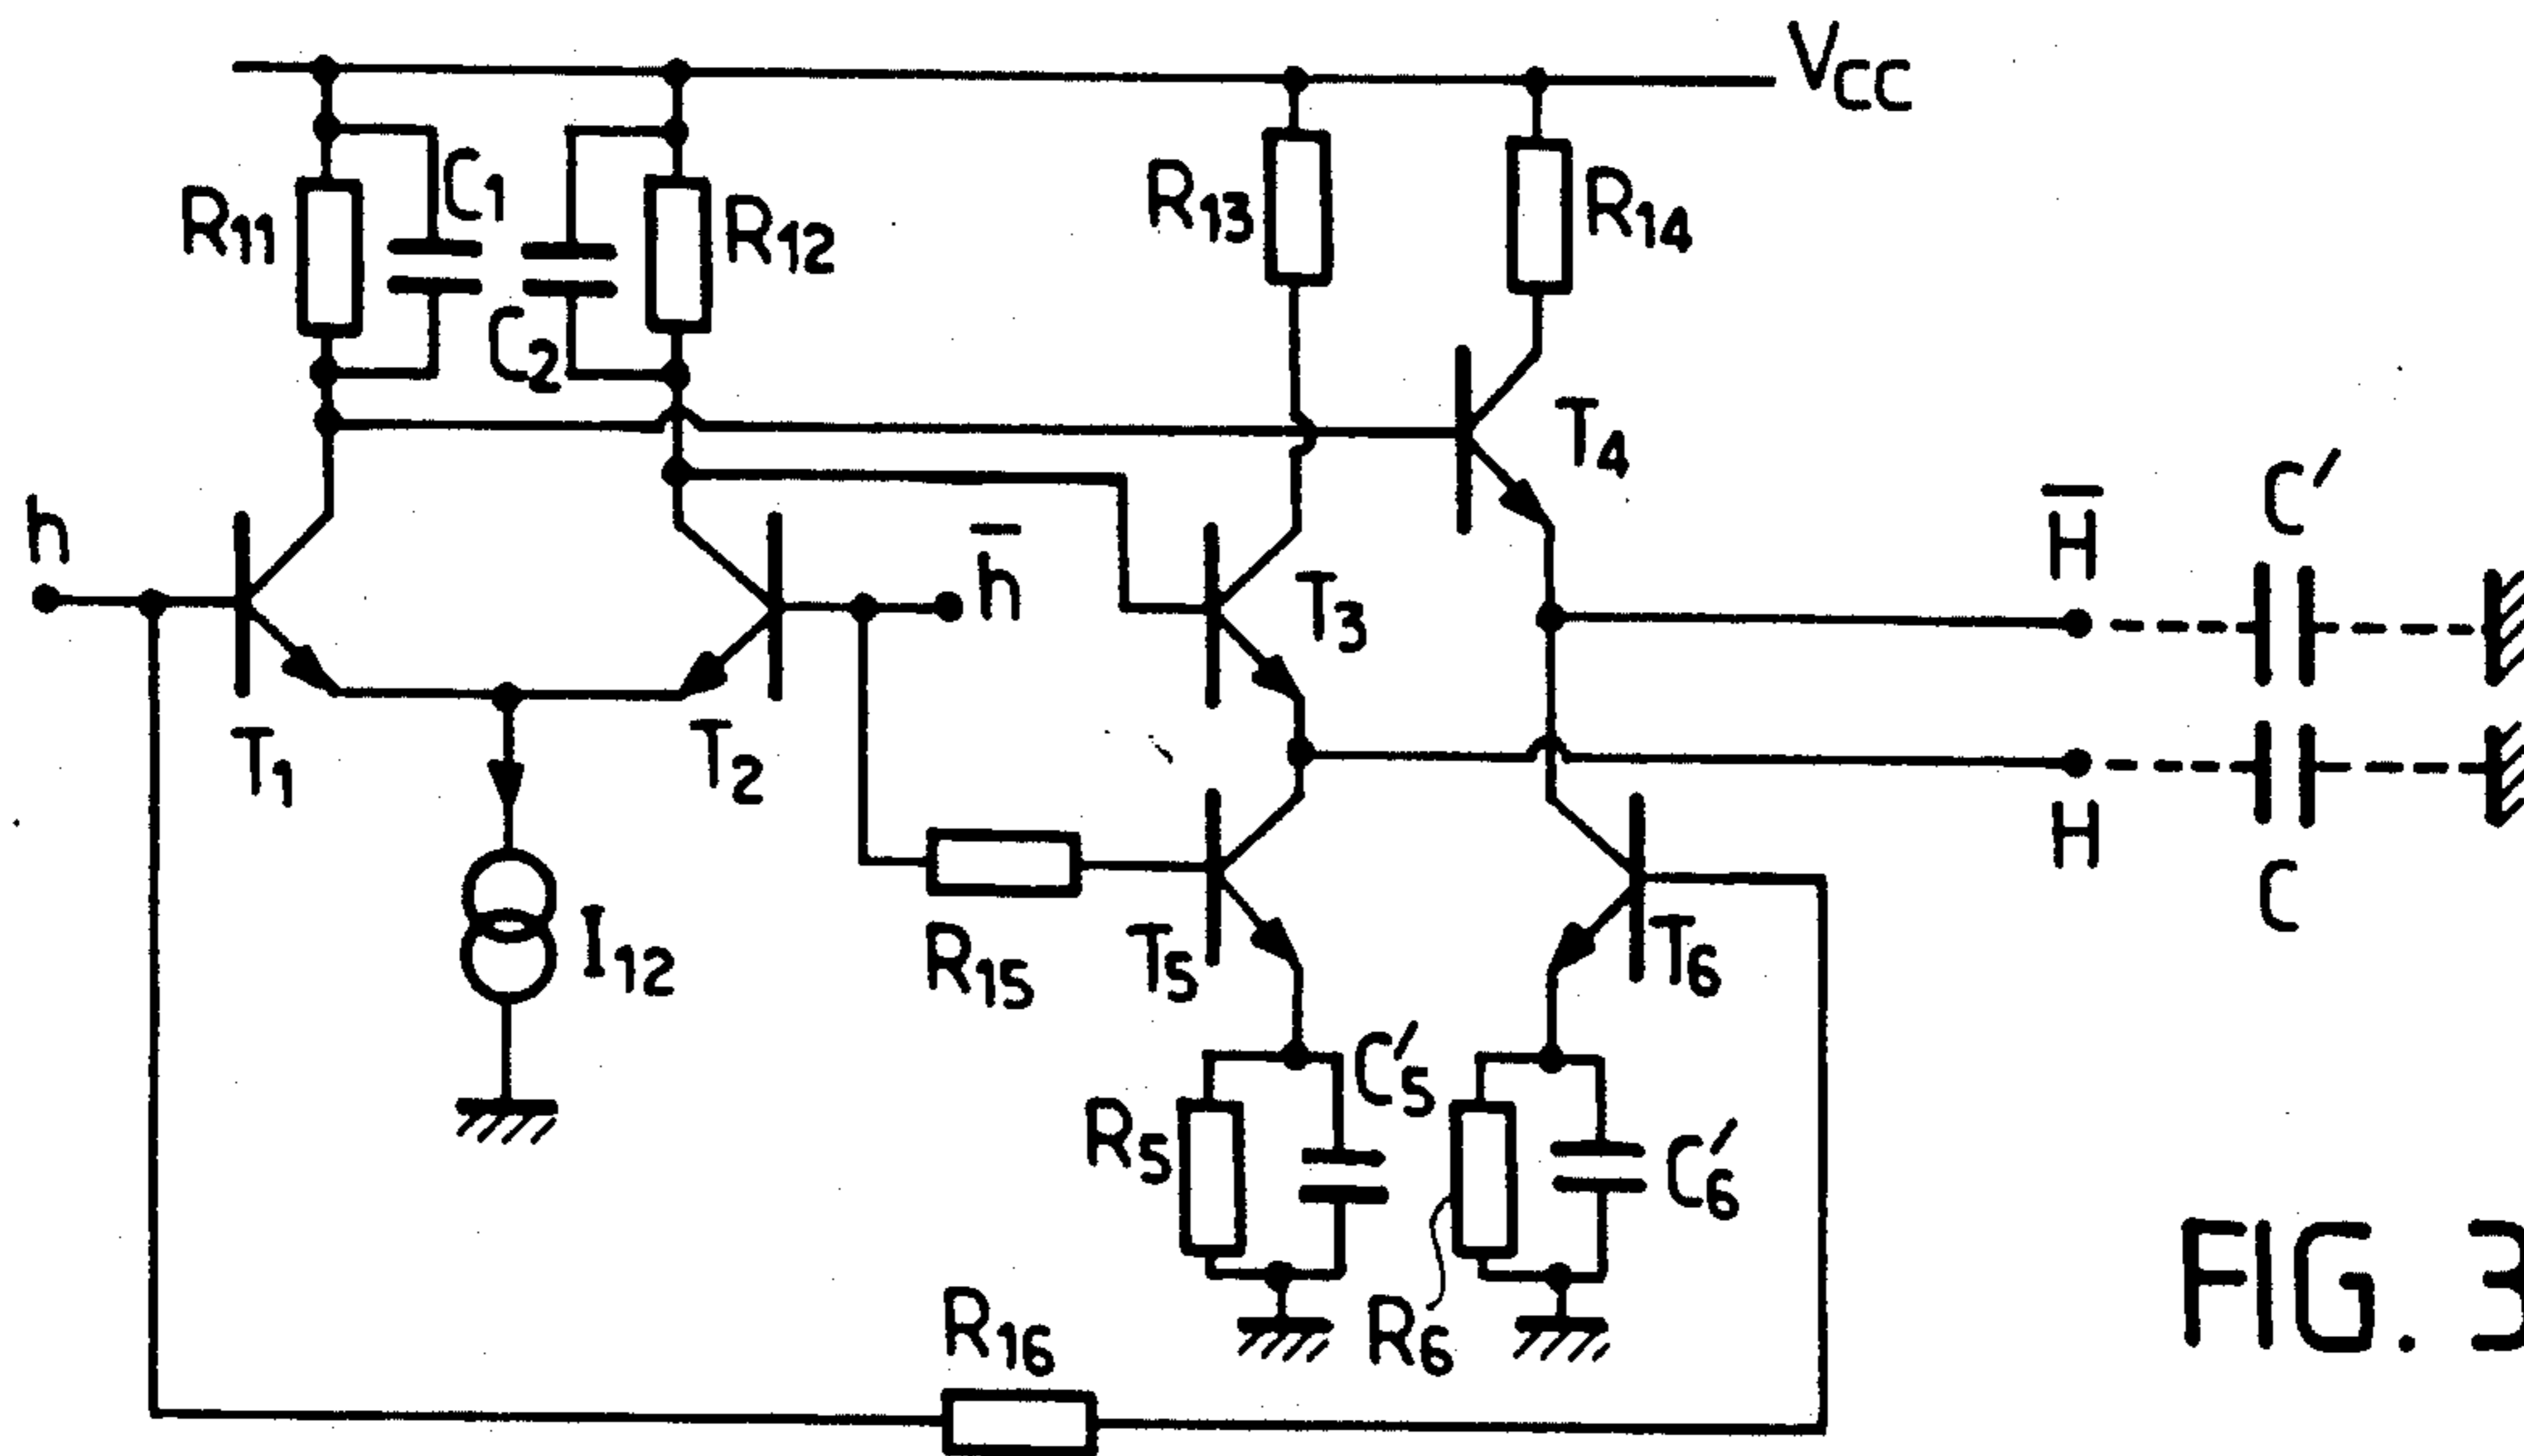 V_CC
R₁₁
C₁
C₂
R₁₂
R₁₃
R₁₄
T₄
h
h̅
T₁
T₂
T₃
H̅
C′
H
C
I₁₂
R₁₅
T₅
T₆
R₅
C′₅
R₆
C′₆
R₁₆
FIG. 3